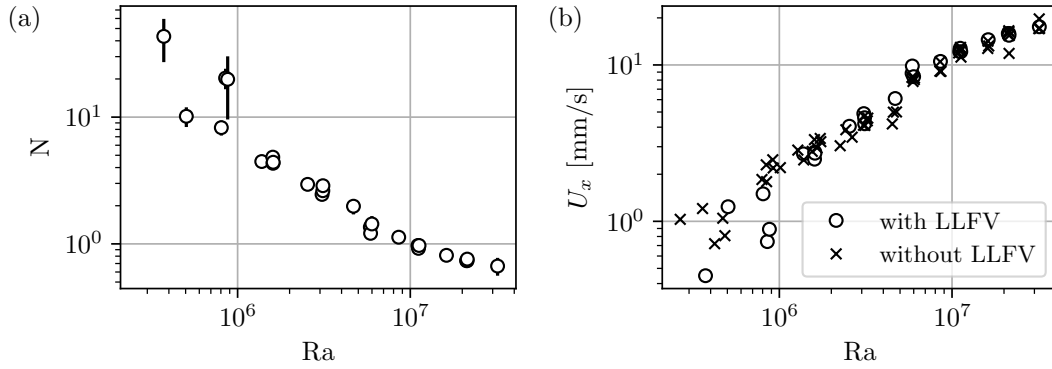 (a)
N
10^1
10^0
10^6
10^7
Ra
(b)
U_x [mm/s]
10^1
10^0
with LLFV
without LLFV
10^6
10^7
Ra